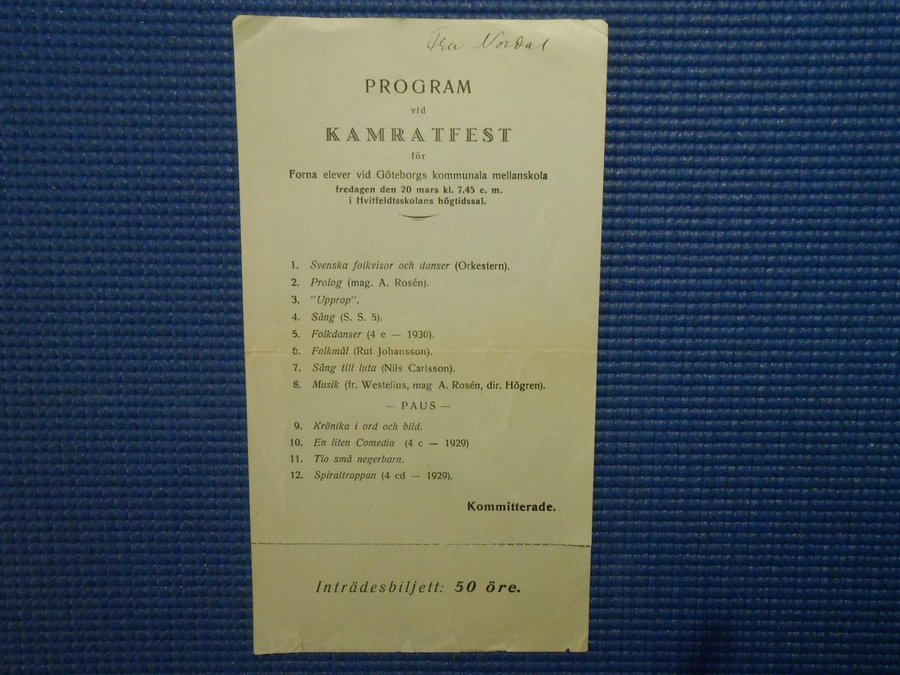 Fru Nordal
PROGRAM
vid
KAMRATFEST
för
Forna elever vid Göteborgs kommunala mellanskola
fredagen den 20 mars kl. 7.45 e. m.
i Hvitfeldtsskolans högtidssal.
1. Svenska folkvisor och danser (Orkestern).
2. Prolog (mag. A. Rosén).
3. "Upprop".
4. Sång (S. S. 5).
5. Folkdanser (4 e — 1930).
6. Folkmål (Rut Johansson).
7. Sång till luta (Nils Carlsson).
8. Musik (fr. Westelius, mag A. Rosén, dir. Högren).
— PAUS —
9. Krönika i ord och bild.
10. En liten Comedia (4 c — 1929)
11. Tio små negerbarn.
12. Spiraltrappan (4 cd — 1929).
Kommitterade.
Inträdesbiljett: 50 öre.